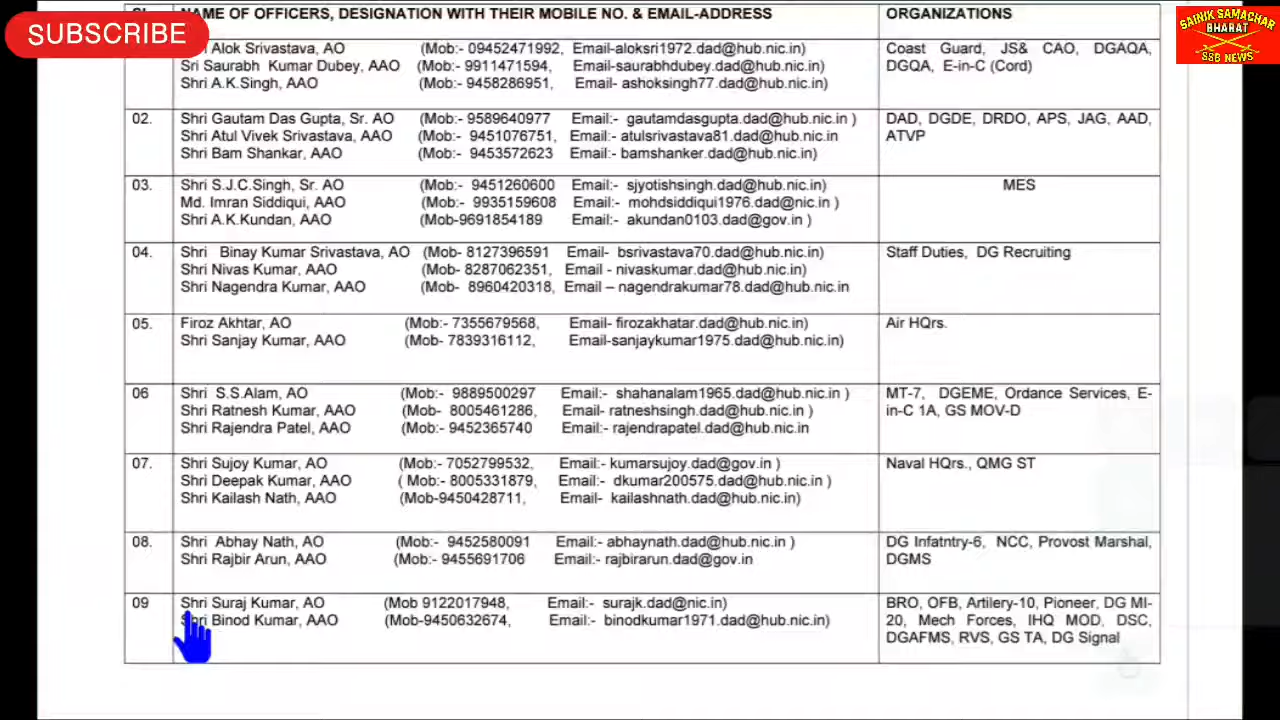 SUBSCRIBE
SAINIK SAMACHAR
BHARAT
S8B NEWS
NAME OF OFFICERS, DESIGNATION WITH THEIR MOBILE NO. & EMAIL-ADDRESS ORGANIZATIONS
Alok Srivastava, AO (Mob:- 09452471992, Email-aloksri1972.dad@hub.nic.in) Coast Guard, JS& CAO, DGAQA,
Sri Saurabh Kumar Dubey, AAO (Mob:- 9911471594, Email-saurabhdubey.dad@hub.nic.in) DGQA, E-in-C (Cord)
Shri A.K.Singh, AAO (Mob:- 9458286951, Email- ashoksingh77.dad@hub.nic.in)
02. Shri Gautam Das Gupta, Sr. AO (Mob:- 9589640977 Email:- gautamdasgupta.dad@hub.nic.in ) DAD, DGDE, DRDO, APS, JAG, AAD,
Shri Atul Vivek Srivastava, AAO (Mob:- 9451076751, Email:- atulsrivastava81.dad@hub.nic.in ATVP
Shri Bam Shankar, AAO (Mob:- 9453572623 Email:- bamshanker.dad@hub.nic.in)
03. Shri S.J.C.Singh, Sr. AO (Mob:- 9451260600 Email:- sjyotishsingh.dad@hub.nic.in) MES
Md. Imran Siddiqui, AAO (Mob:- 9935159608 Email:- mohdsiddiqui1976.dad@nic.in )
Shri A.K.Kundan, AAO (Mob-9691854189 Email:- akundan0103.dad@gov.in )
04. Shri Binay Kumar Srivastava, AO (Mob- 8127396591 Email- bsrivastava70.dad@hub.nic.in) Staff Duties, DG Recruiting
Shri Nivas Kumar, AAO (Mob- 8287062351, Email - nivaskumar.dad@hub.nic.in)
Shri Nagendra Kumar, AAO (Mob- 8960420318, Email – nagendrakumar78.dad@hub.nic.in
05. Firoz Akhtar, AO (Mob:- 7355679568, Email- firozakhatar.dad@hub.nic.in) Air HQrs.
Shri Sanjay Kumar, AAO (Mob- 7839316112, Email-sanjaykumar1975.dad@hub.nic.in)
06 Shri S.S.Alam, AO (Mob:- 9889500297 Email:- shahanalam1965.dad@hub.nic.in ) MT-7, DGEME, Ordance Services, E-
Shri Ratnesh Kumar, AAO (Mob- 8005461286, Email- ratneshsingh.dad@hub.nic.in ) in-C 1A, GS MOV-D
Shri Rajendra Patel, AAO (Mob:- 9452365740 Email:- rajendrapatel.dad@hub.nic.in
07. Shri Sujoy Kumar, AO (Mob:- 7052799532, Email:- kumarsujoy.dad@gov.in ) Naval HQrs., QMG ST
Shri Deepak Kumar, AAO ( Mob:- 8005331879, Email:- dkumar200575.dad@hub.nic.in )
Shri Kailash Nath, AAO (Mob-9450428711, Email- kailashnath.dad@hub.nic.in)
08. Shri Abhay Nath, AO (Mob:- 9452580091 Email:- abhaynath.dad@hub.nic.in ) DG Infatntry-6, NCC, Provost Marshal,
Shri Rajbir Arun, AAO (Mob- 9455691706 Email:- rajbirarun.dad@gov.in DGMS
09 Shri Suraj Kumar, AO (Mob 9122017948, Email:- surajk.dad@nic.in) BRO, OFB, Artilery-10, Pioneer, DG MI-
Shri Binod Kumar, AAO (Mob-9450632674, Email:- binodkumar1971.dad@hub.nic.in) 20, Mech Forces, IHQ MOD, DSC,
DGAFMS, RVS, GS TA, DG Signal